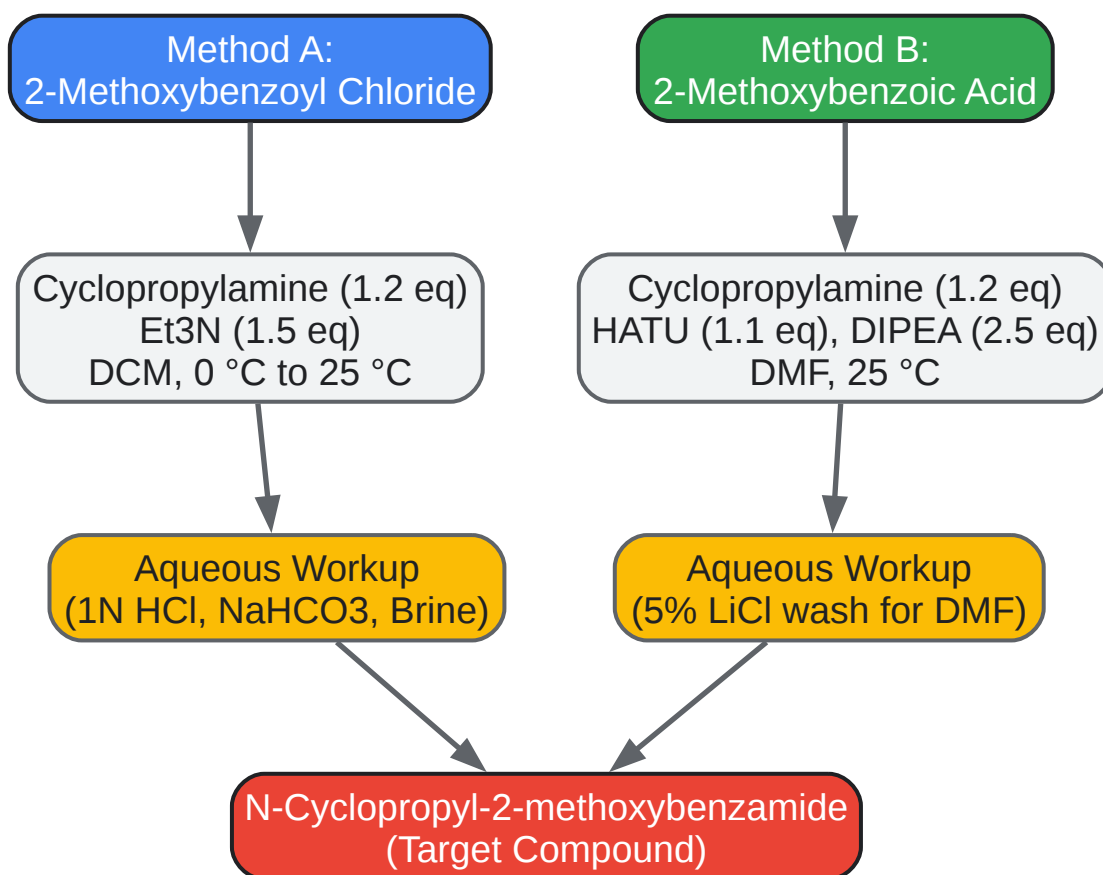 Method A:
2-Methoxybenzoyl Chloride
Method B:
2-Methoxybenzoic Acid
Cyclopropylamine (1.2 eq)
Et3N (1.5 eq)
DCM, 0 °C to 25 °C
Cyclopropylamine (1.2 eq)
HATU (1.1 eq), DIPEA (2.5 eq)
DMF, 25 °C
Aqueous Workup
(1N HCl, NaHCO3, Brine)
Aqueous Workup
(5% LiCl wash for DMF)
N-Cyclopropyl-2-methoxybenzamide
(Target Compound)